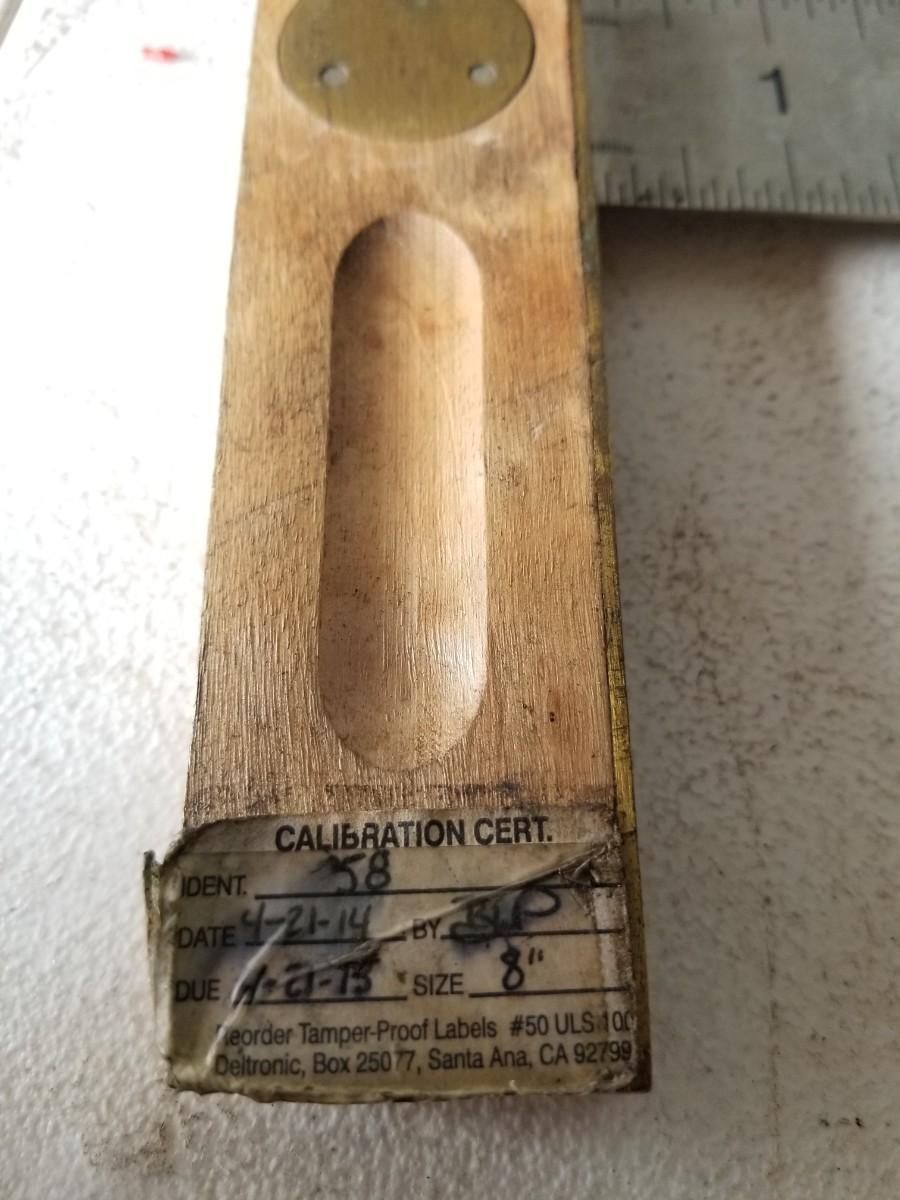 1
CALIBRATION CERT.
IDENT. 58
DATE 4-21-14 BY
DUE 4-21-15 SIZE 8"
Reorder Tamper-Proof Labels #50 ULS 100
Deltronic, Box 25077, Santa Ana, CA 92799